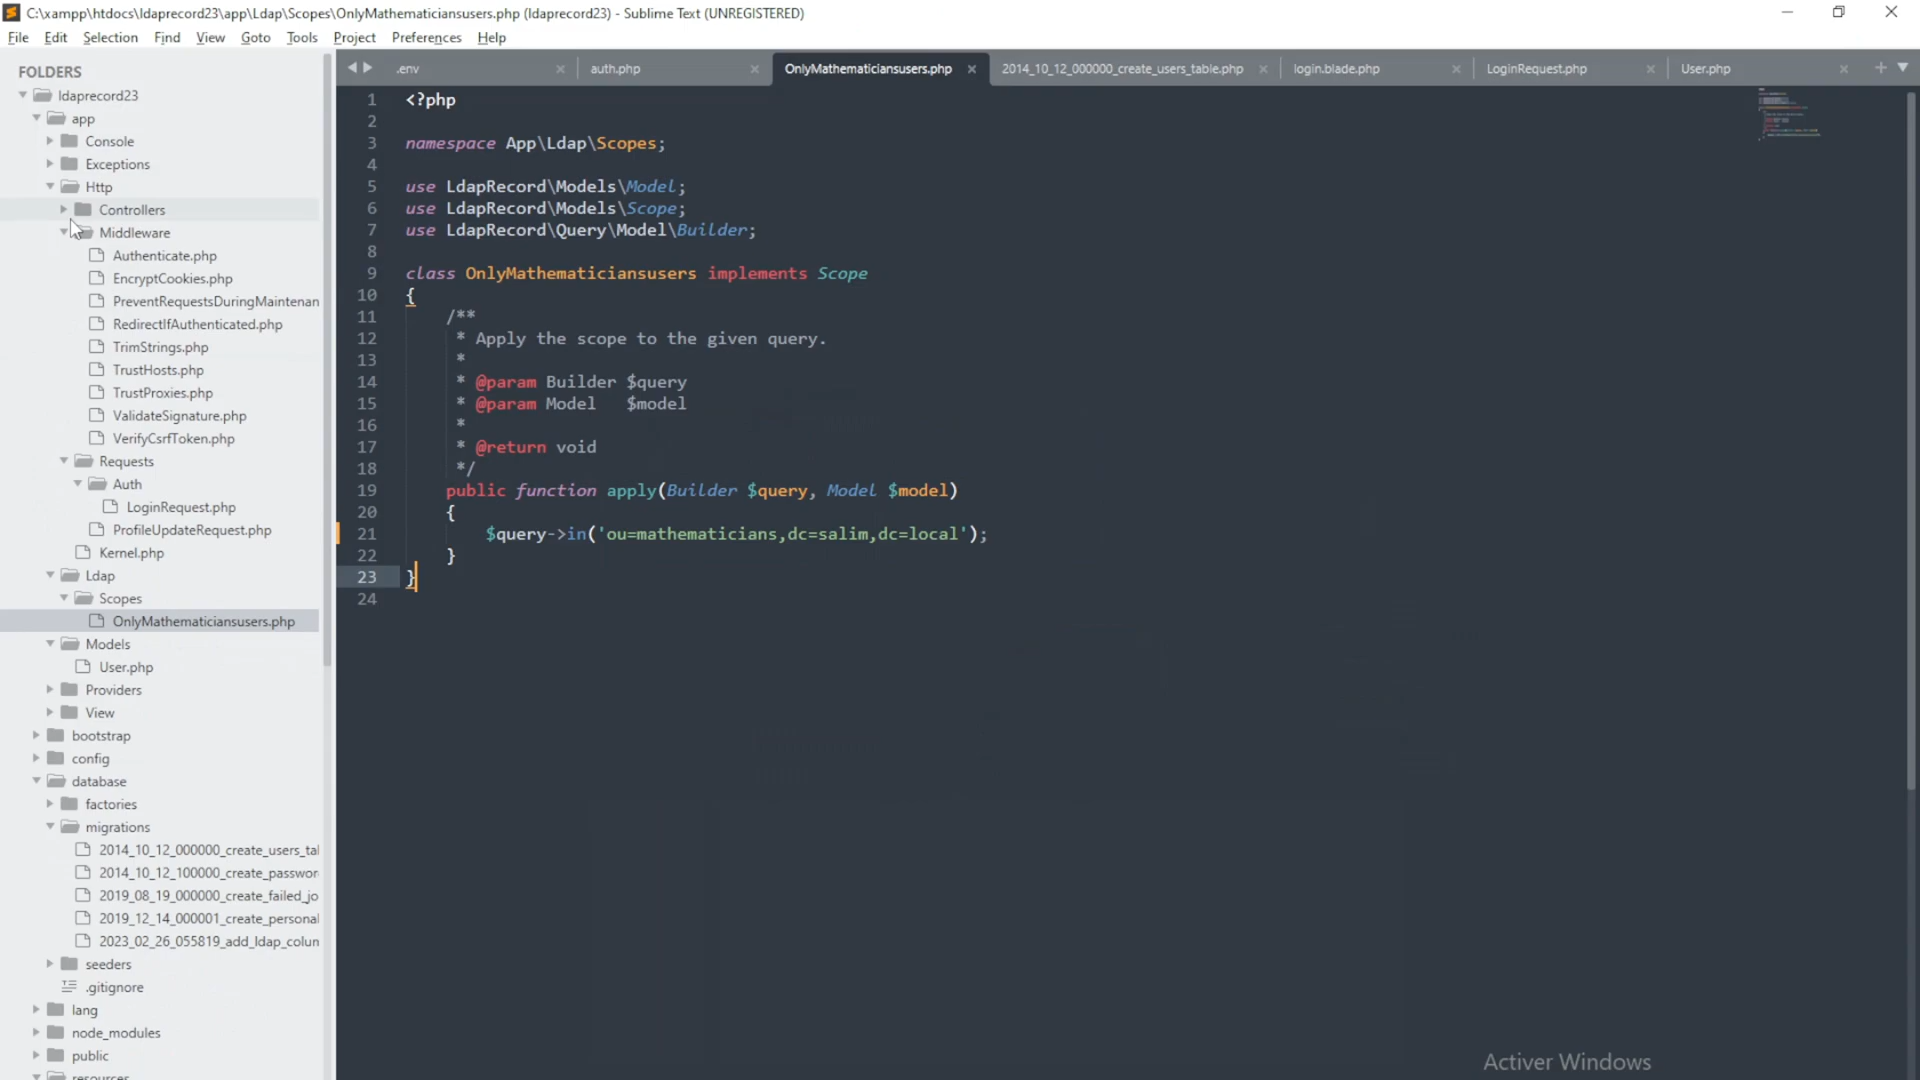 C:\xampp\htdocs\ldaprecord23\app\Ldap\Scopes\OnlyMathematiciansusers.php (ldaprecord23) - Sublime Text (UNREGISTERED)
File Edit Selection Find View Goto Tools Project Preferences Help
FOLDERS
ldaprecord23
app
Console
Exceptions
Http
Controllers
Middleware
Authenticate.php
EncryptCookies.php
PreventRequestsDuringMaintenan
RedirectIfAuthenticated.php
TrimStrings.php
TrustHosts.php
TrustProxies.php
ValidateSignature.php
VerifyCsrfToken.php
Requests
Auth
LoginRequest.php
ProfileUpdateRequest.php
Kernel.php
Ldap
Scopes
OnlyMathematiciansusers.php
Models
User.php
Providers
View
bootstrap
config
database
factories
migrations
2014_10_12_000000_create_users_tal
2014_10_12_100000_create_passwor
2019_08_19_000000_create_failed_jo
2019_12_14_000001_create_personal
2023_02_26_055819_add_ldap_colun
seeders
.gitignore
lang
node_modules
public
resources
.env auth.php OnlyMathematiciansusers.php 2014_10_12_000000_create_users_table.php login.blade.php LoginRequest.php User.php
1 <?php
2
3 namespace App\Ldap\Scopes;
4
5 use LdapRecord\Models\Model;
6 use LdapRecord\Models\Scope;
7 use LdapRecord\Query\Model\Builder;
8
9 class OnlyMathematiciansusers implements Scope
10 {
11 /**
12 * Apply the scope to the given query.
13 *
14 * @param Builder $query
15 * @param Model $model
16 *
17 * @return void
18 */
19 public function apply(Builder $query, Model $model)
20 {
21 $query->in('ou=mathematicians,dc=salim,dc=local');
22 }
23 }
24
Activer Windows